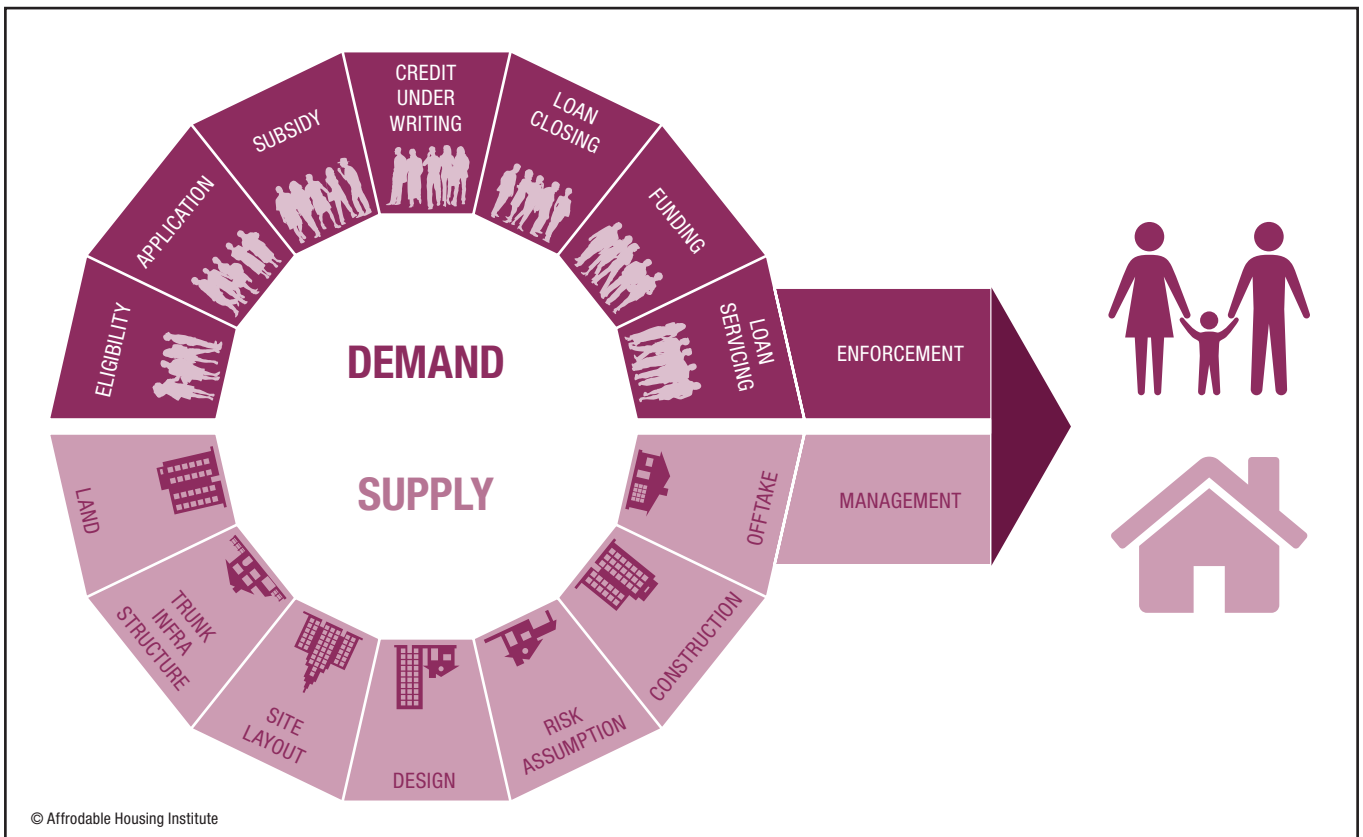 ELIGIBILITY
APPLICATION
SUBSIDY
CREDIT
UNDER
WRITING
LOAN
CLOSING
FUNDING
LOAN
SERVICING
ENFORCEMENT
DEMAND
SUPPLY
LAND
TRUNK
INFRA
STRUCTURE
SITE
LAYOUT
DESIGN
RISK
ASSUMPTION
CONSTRUCTION
OFFTAKE
MANAGEMENT
© Affrodable Housing Institute